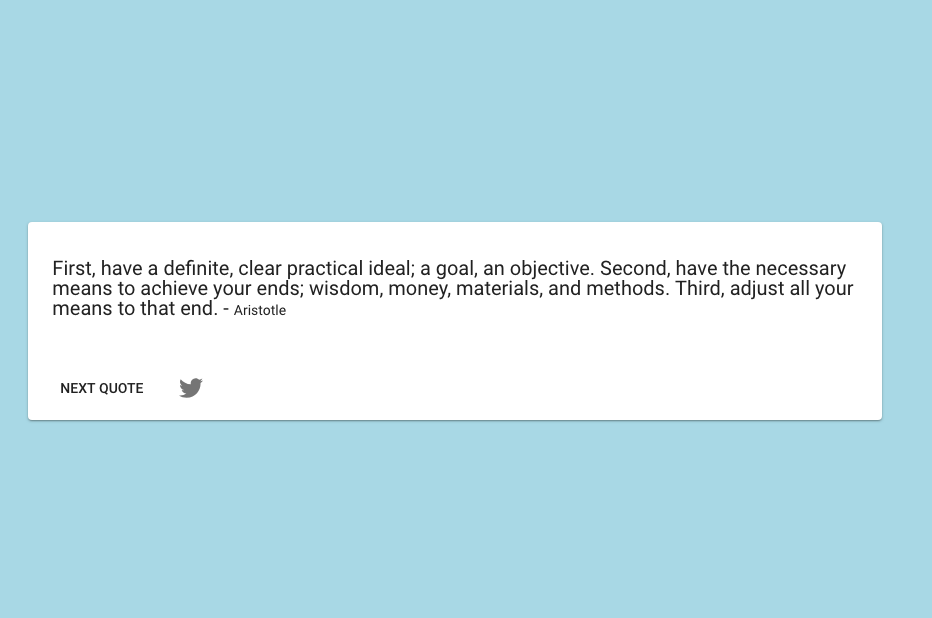 First, have a definite, clear practical ideal; a goal, an objective. Second, have the necessary
means to achieve your ends; wisdom, money, materials, and methods. Third, adjust all your
means to that end. - Aristotle
NEXT QUOTE